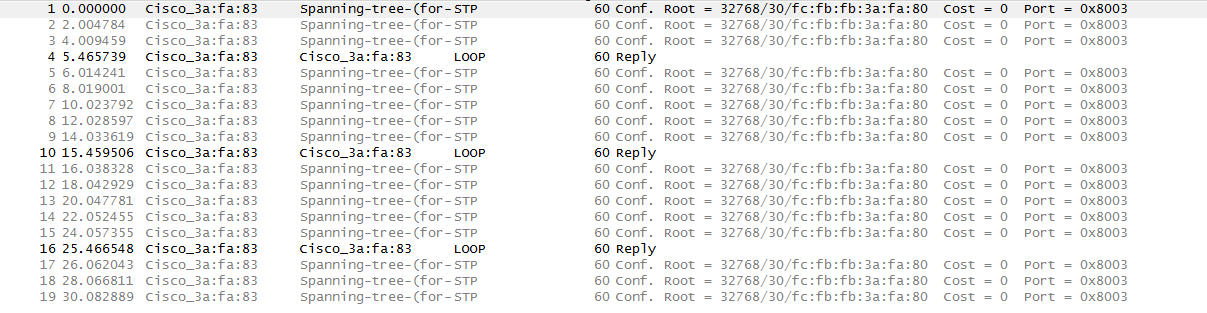 1 0.000000 Cisco_3a:fa:83 Spanning-tree-(for- STP 60 Conf. Root = 32768/30/fc:fb:fb:3a:fa:80 Cost = 0 Port = 0x8003
2 2.004784 Cisco_3a:fa:83 Spanning-tree-(for- STP 60 Conf. Root = 32768/30/fc:fb:fb:3a:fa:80 Cost = 0 Port = 0x8003
3 4.009459 Cisco_3a:fa:83 Spanning-tree-(for- STP 60 Conf. Root = 32768/30/fc:fb:fb:3a:fa:80 Cost = 0 Port = 0x8003
4 5.465739 Cisco_3a:fa:83 Cisco_3a:fa:83 LOOP 60 Reply
5 6.014241 Cisco_3a:fa:83 Spanning-tree-(for- STP 60 Conf. Root = 32768/30/fc:fb:fb:3a:fa:80 Cost = 0 Port = 0x8003
6 8.019001 Cisco_3a:fa:83 Spanning-tree-(for- STP 60 Conf. Root = 32768/30/fc:fb:fb:3a:fa:80 Cost = 0 Port = 0x8003
7 10.023792 Cisco_3a:fa:83 Spanning-tree-(for- STP 60 Conf. Root = 32768/30/fc:fb:fb:3a:fa:80 Cost = 0 Port = 0x8003
8 12.028597 Cisco_3a:fa:83 Spanning-tree-(for- STP 60 Conf. Root = 32768/30/fc:fb:fb:3a:fa:80 Cost = 0 Port = 0x8003
9 14.033619 Cisco_3a:fa:83 Spanning-tree-(for- STP 60 Conf. Root = 32768/30/fc:fb:fb:3a:fa:80 Cost = 0 Port = 0x8003
10 15.459506 Cisco_3a:fa:83 Cisco_3a:fa:83 LOOP 60 Reply
11 16.038328 Cisco_3a:fa:83 Spanning-tree-(for- STP 60 Conf. Root = 32768/30/fc:fb:fb:3a:fa:80 Cost = 0 Port = 0x8003
12 18.042929 Cisco_3a:fa:83 Spanning-tree-(for- STP 60 Conf. Root = 32768/30/fc:fb:fb:3a:fa:80 Cost = 0 Port = 0x8003
13 20.047781 Cisco_3a:fa:83 Spanning-tree-(for- STP 60 Conf. Root = 32768/30/fc:fb:fb:3a:fa:80 Cost = 0 Port = 0x8003
14 22.052455 Cisco_3a:fa:83 Spanning-tree-(for- STP 60 Conf. Root = 32768/30/fc:fb:fb:3a:fa:80 Cost = 0 Port = 0x8003
15 24.057355 Cisco_3a:fa:83 Spanning-tree-(for- STP 60 Conf. Root = 32768/30/fc:fb:fb:3a:fa:80 Cost = 0 Port = 0x8003
16 25.466548 Cisco_3a:fa:83 Cisco_3a:fa:83 LOOP 60 Reply
17 26.062043 Cisco_3a:fa:83 Spanning-tree-(for- STP 60 Conf. Root = 32768/30/fc:fb:fb:3a:fa:80 Cost = 0 Port = 0x8003
18 28.066811 Cisco_3a:fa:83 Spanning-tree-(for- STP 60 Conf. Root = 32768/30/fc:fb:fb:3a:fa:80 Cost = 0 Port = 0x8003
19 30.082889 Cisco_3a:fa:83 Spanning-tree-(for- STP 60 Conf. Root = 32768/30/fc:fb:fb:3a:fa:80 Cost = 0 Port = 0x8003